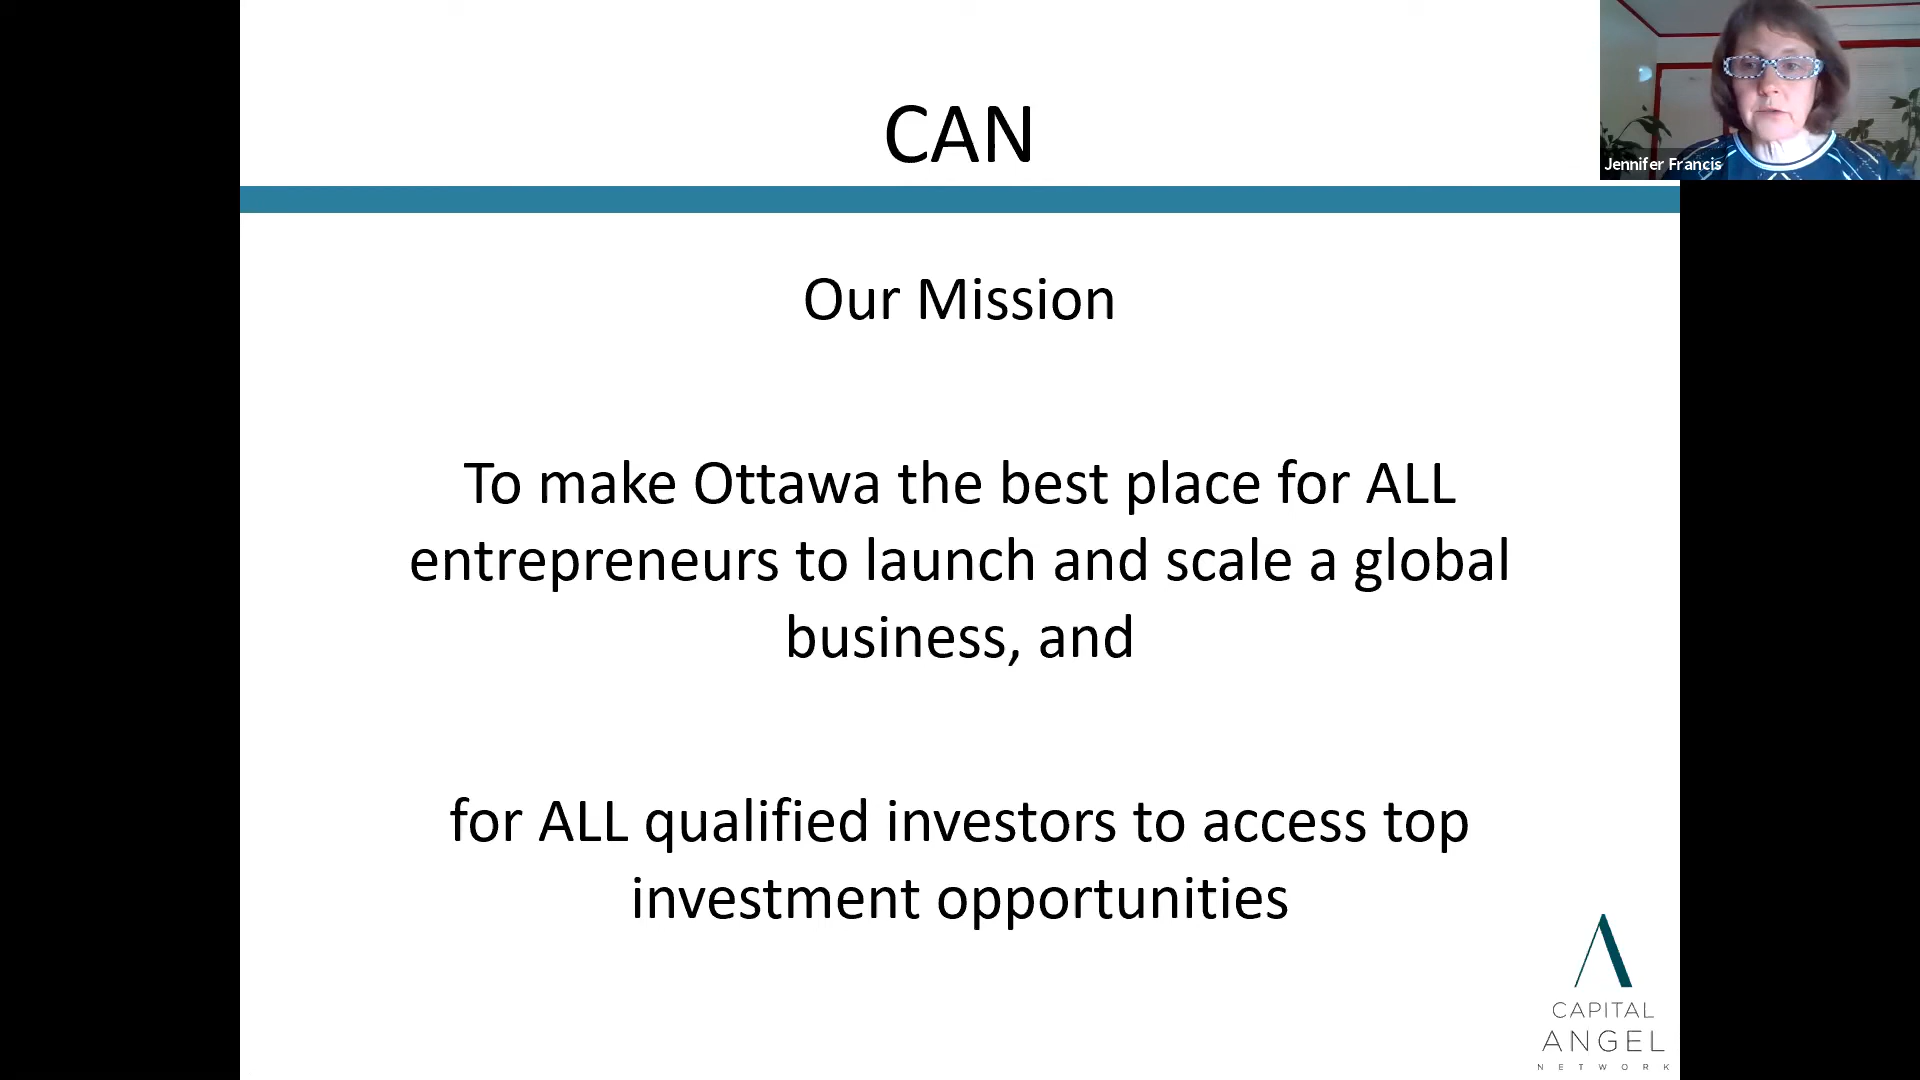 CAN
Jennifer Francis
Our Mission
To make Ottawa the best place for ALL
entrepreneurs to launch and scale a global
business, and
for ALL qualified investors to access top
investment opportunities
CAPITAL
ANGEL
NETWORK